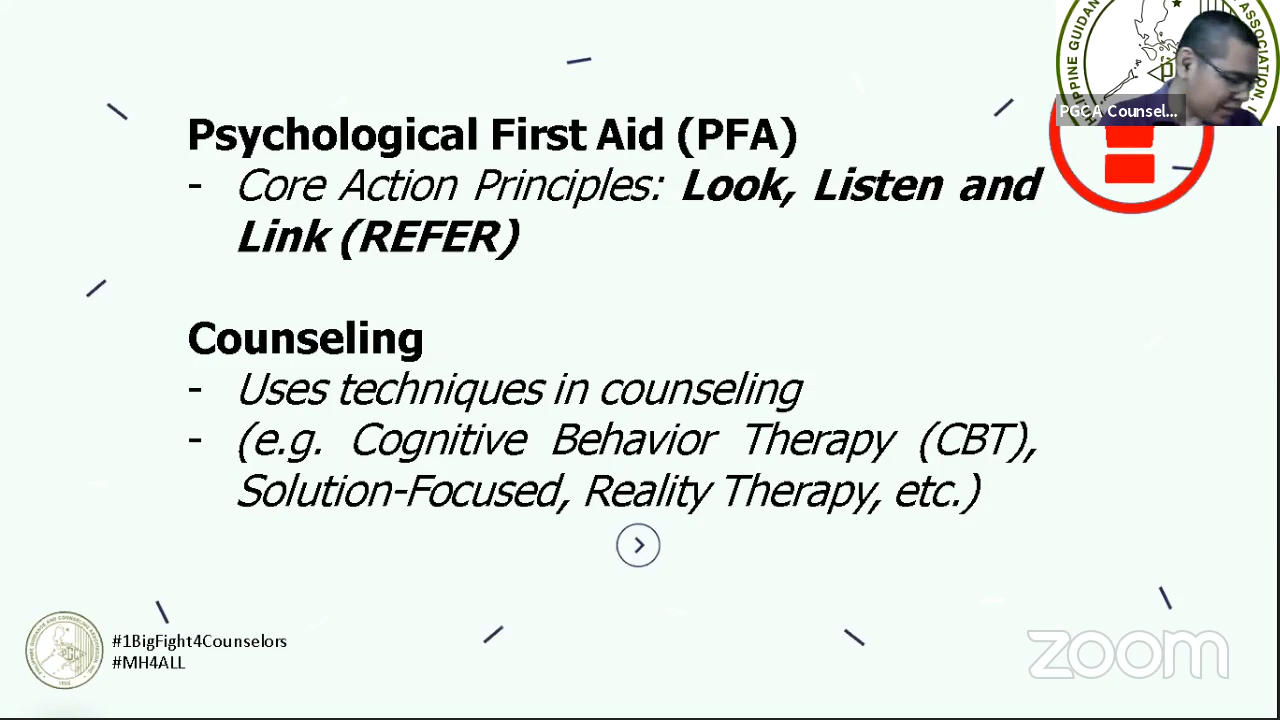 Psychological First Aid (PFA)
- Core Action Principles: Look, Listen and
Link (REFER)
Counseling
- Uses techniques in counseling
- (e.g. Cognitive Behavior Therapy (CBT),
Solution-Focused, Reality Therapy, etc.)
PGCA Counsel...
#1BigFight4Counselors
#MH4ALL
zoom